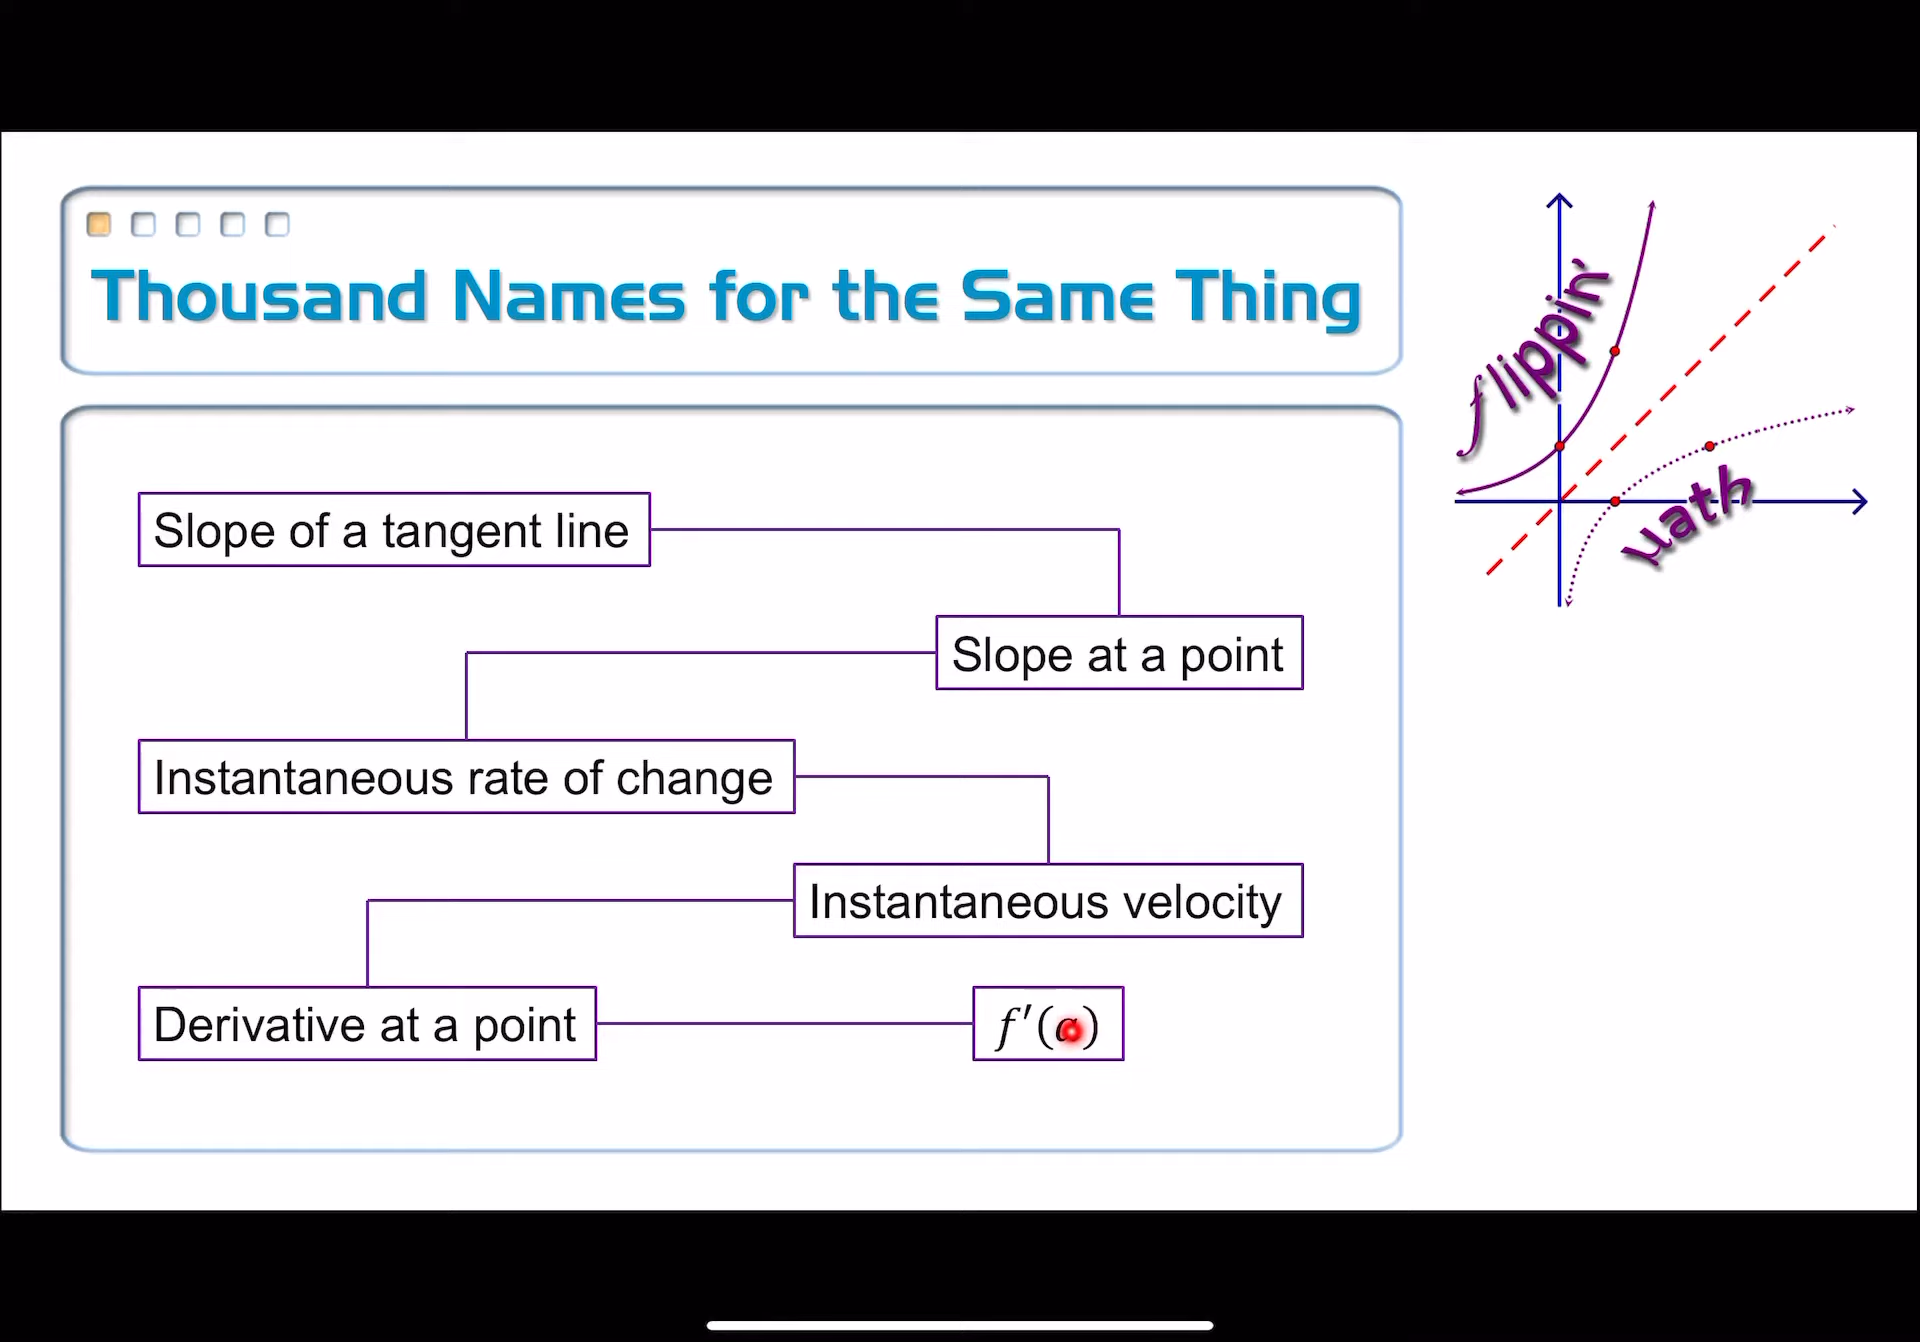 Thousand Names for the Same Thing
flippin'
μath
Slope of a tangent line
Slope at a point
Instantaneous rate of change
Instantaneous velocity
Derivative at a point
f′(a)